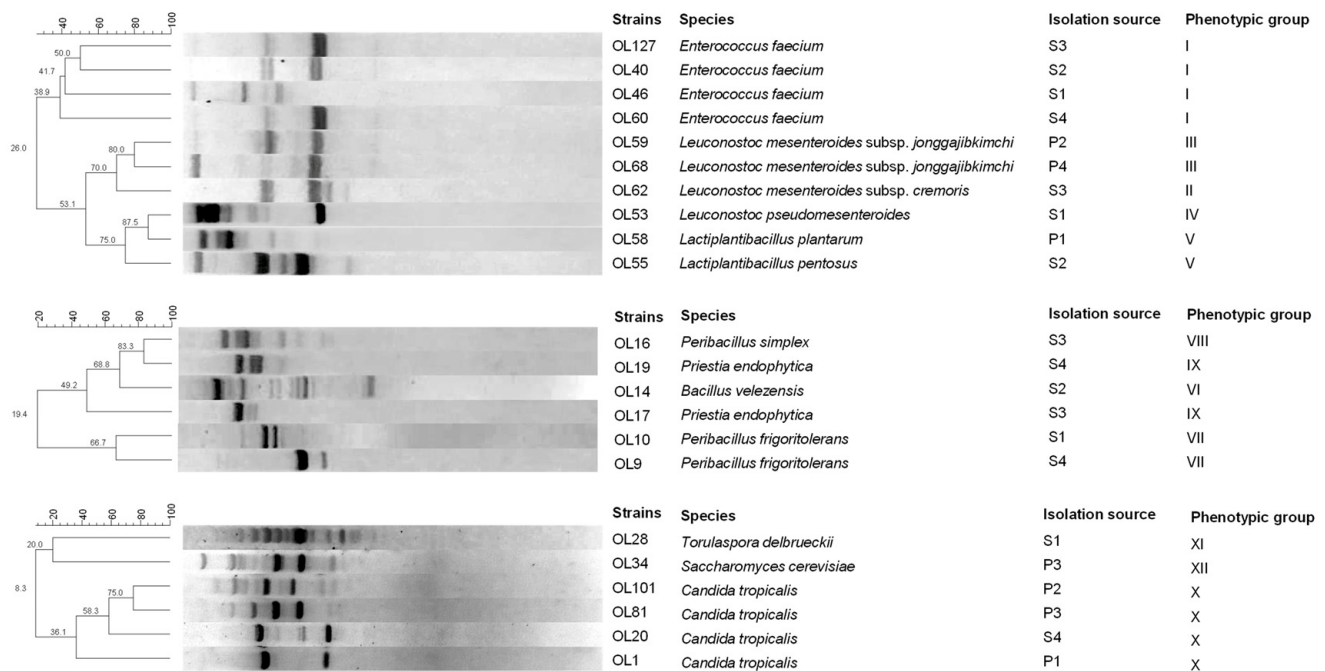 40 60 80 100 Strains Species Isolation source Phenotypic group
50.0 OL127 Enterococcus faecium S3 I
41.7 OL40 Enterococcus faecium S2 I
38.9 OL46 Enterococcus faecium S1 I
OL60 Enterococcus faecium S4 I
26.0 80.0 OL59 Leuconostoc mesenteroides subsp. jonggajibkimchi P2 III
70.0 OL68 Leuconostoc mesenteroides subsp. jonggajibkimchi P4 III
OL62 Leuconostoc mesenteroides subsp. cremoris S3 II
53.1 87.5 OL53 Leuconostoc pseudomesenteroides S1 IV
75.0 OL58 Lactiplantibacillus plantarum P1 V
OL55 Lactiplantibacillus pentosus S2 V
20 40 60 80 100 Strains Species Isolation source Phenotypic group
83.3 OL16 Peribacillus simplex S3 VIII
68.8 OL19 Priestia endophytica S4 IX
49.2 OL14 Bacillus velezensis S2 VI
19.4 OL17 Priestia endophytica S3 IX
66.7 OL10 Peribacillus frigoritolerans S1 VII
OL9 Peribacillus frigoritolerans S4 VII
20 40 60 80 100 Strains Species Isolation source Phenotypic group
20.0 OL28 Torulaspora delbrueckii S1 XI
OL34 Saccharomyces cerevisiae P3 XII
8.3 75.0 OL101 Candida tropicalis P2 X
58.3 OL81 Candida tropicalis P3 X
36.1 OL20 Candida tropicalis S4 X
OL1 Candida tropicalis P1 X